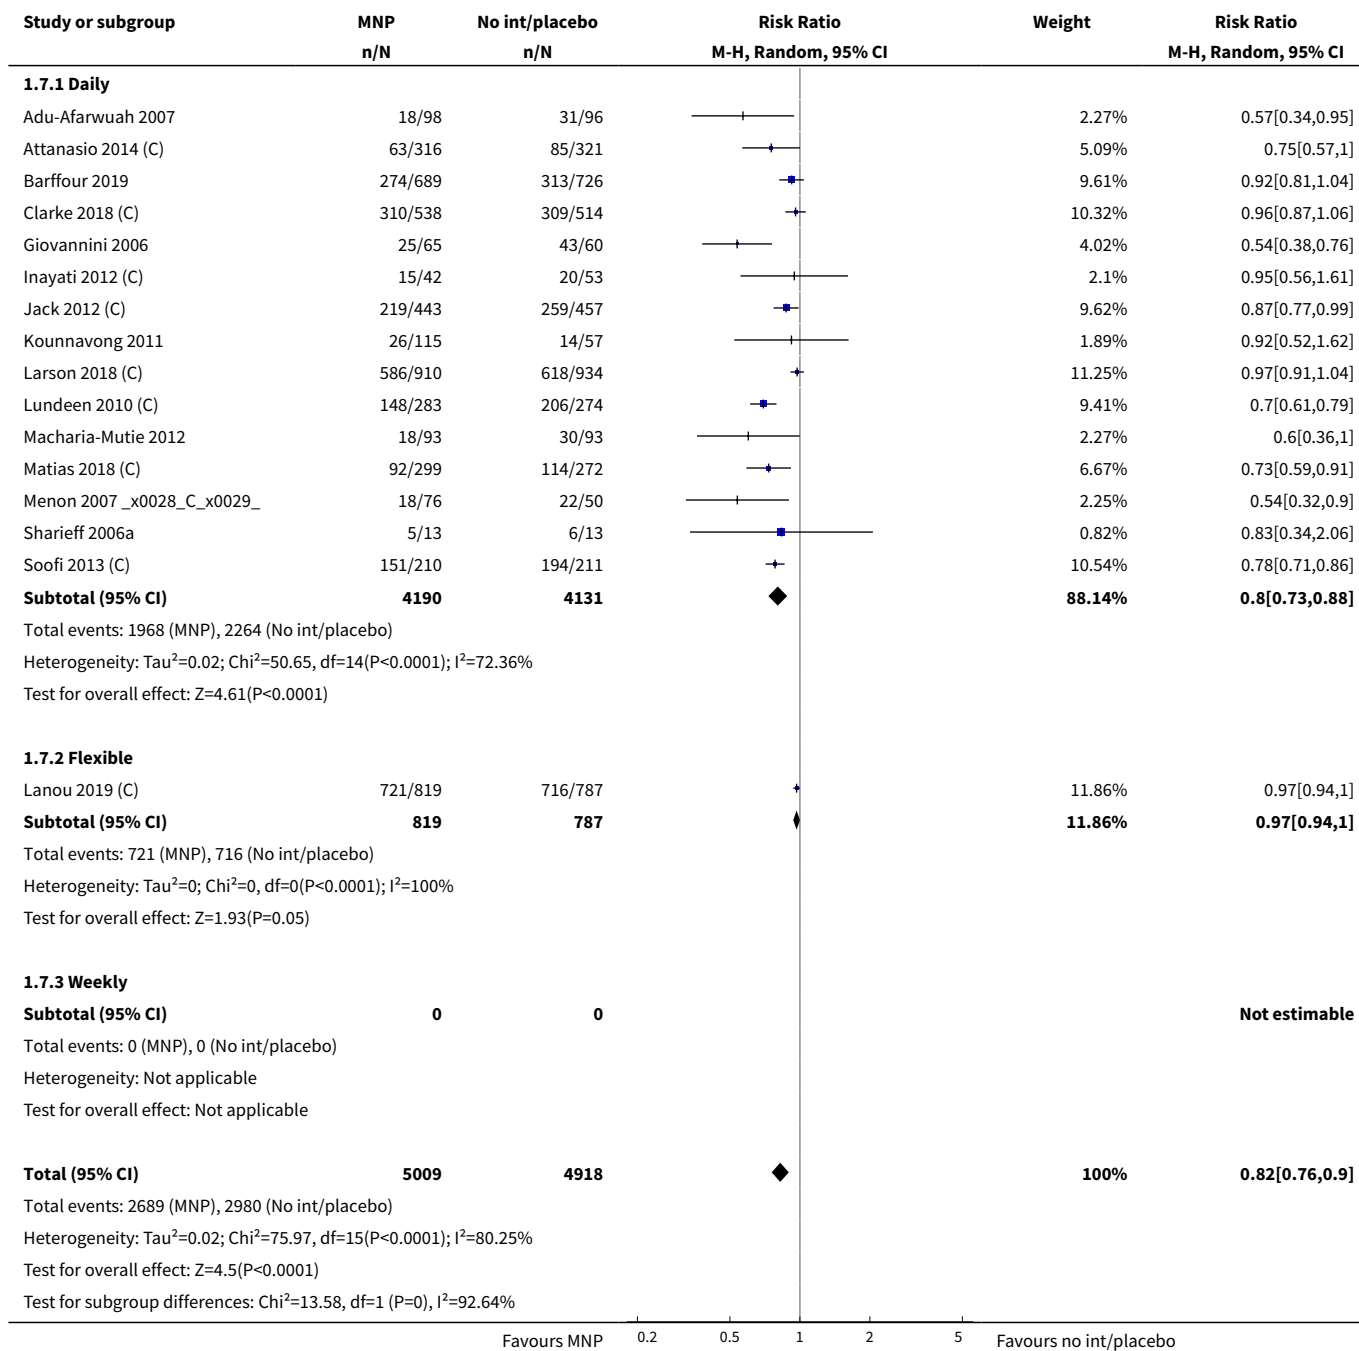 Study or subgroup MNP No int/placebo Risk Ratio Weight Risk Ratio
n/N n/N M-H, Random, 95% CI M-H, Random, 95% CI
1.7.1 Daily
Adu-Afarwuah 2007 18/98 31/96 2.27% 0.57[0.34,0.95]
Attanasio 2014 (C) 63/316 85/321 5.09% 0.75[0.57,1]
Barffour 2019 274/689 313/726 9.61% 0.92[0.81,1.04]
Clarke 2018 (C) 310/538 309/514 10.32% 0.96[0.87,1.06]
Giovannini 2006 25/65 43/60 4.02% 0.54[0.38,0.76]
Inayati 2012 (C) 15/42 20/53 2.1% 0.95[0.56,1.61]
Jack 2012 (C) 219/443 259/457 9.62% 0.87[0.77,0.99]
Kounnavong 2011 26/115 14/57 1.89% 0.92[0.52,1.62]
Larson 2018 (C) 586/910 618/934 11.25% 0.97[0.91,1.04]
Lundeen 2010 (C) 148/283 206/274 9.41% 0.7[0.61,0.79]
Macharia-Mutie 2012 18/93 30/93 2.27% 0.6[0.36,1]
Matias 2018 (C) 92/299 114/272 6.67% 0.73[0.59,0.91]
Menon 2007 _x0028_C_x0029_ 18/76 22/50 2.25% 0.54[0.32,0.9]
Sharieff 2006a 5/13 6/13 0.82% 0.83[0.34,2.06]
Soofi 2013 (C) 151/210 194/211 10.54% 0.78[0.71,0.86]
Subtotal (95% CI) 4190 4131 88.14% 0.8[0.73,0.88]
Total events: 1968 (MNP), 2264 (No int/placebo)
Heterogeneity: Tau²=0.02; Chi²=50.65, df=14(P<0.0001); I²=72.36%
Test for overall effect: Z=4.61(P<0.0001)
1.7.2 Flexible
Lanou 2019 (C) 721/819 716/787 11.86% 0.97[0.94,1]
Subtotal (95% CI) 819 787 11.86% 0.97[0.94,1]
Total events: 721 (MNP), 716 (No int/placebo)
Heterogeneity: Tau²=0; Chi²=0, df=0(P<0.0001); I²=100%
Test for overall effect: Z=1.93(P=0.05)
1.7.3 Weekly
Subtotal (95% CI) 0 0 Not estimable
Total events: 0 (MNP), 0 (No int/placebo)
Heterogeneity: Not applicable
Test for overall effect: Not applicable
Total (95% CI) 5009 4918 100% 0.82[0.76,0.9]
Total events: 2689 (MNP), 2980 (No int/placebo)
Heterogeneity: Tau²=0.02; Chi²=75.97, df=15(P<0.0001); I²=80.25%
Test for overall effect: Z=4.5(P<0.0001)
Test for subgroup differences: Chi²=13.58, df=1 (P=0), I²=92.64%
Favours MNP 0.2 0.5 1 2 5 Favours no int/placebo